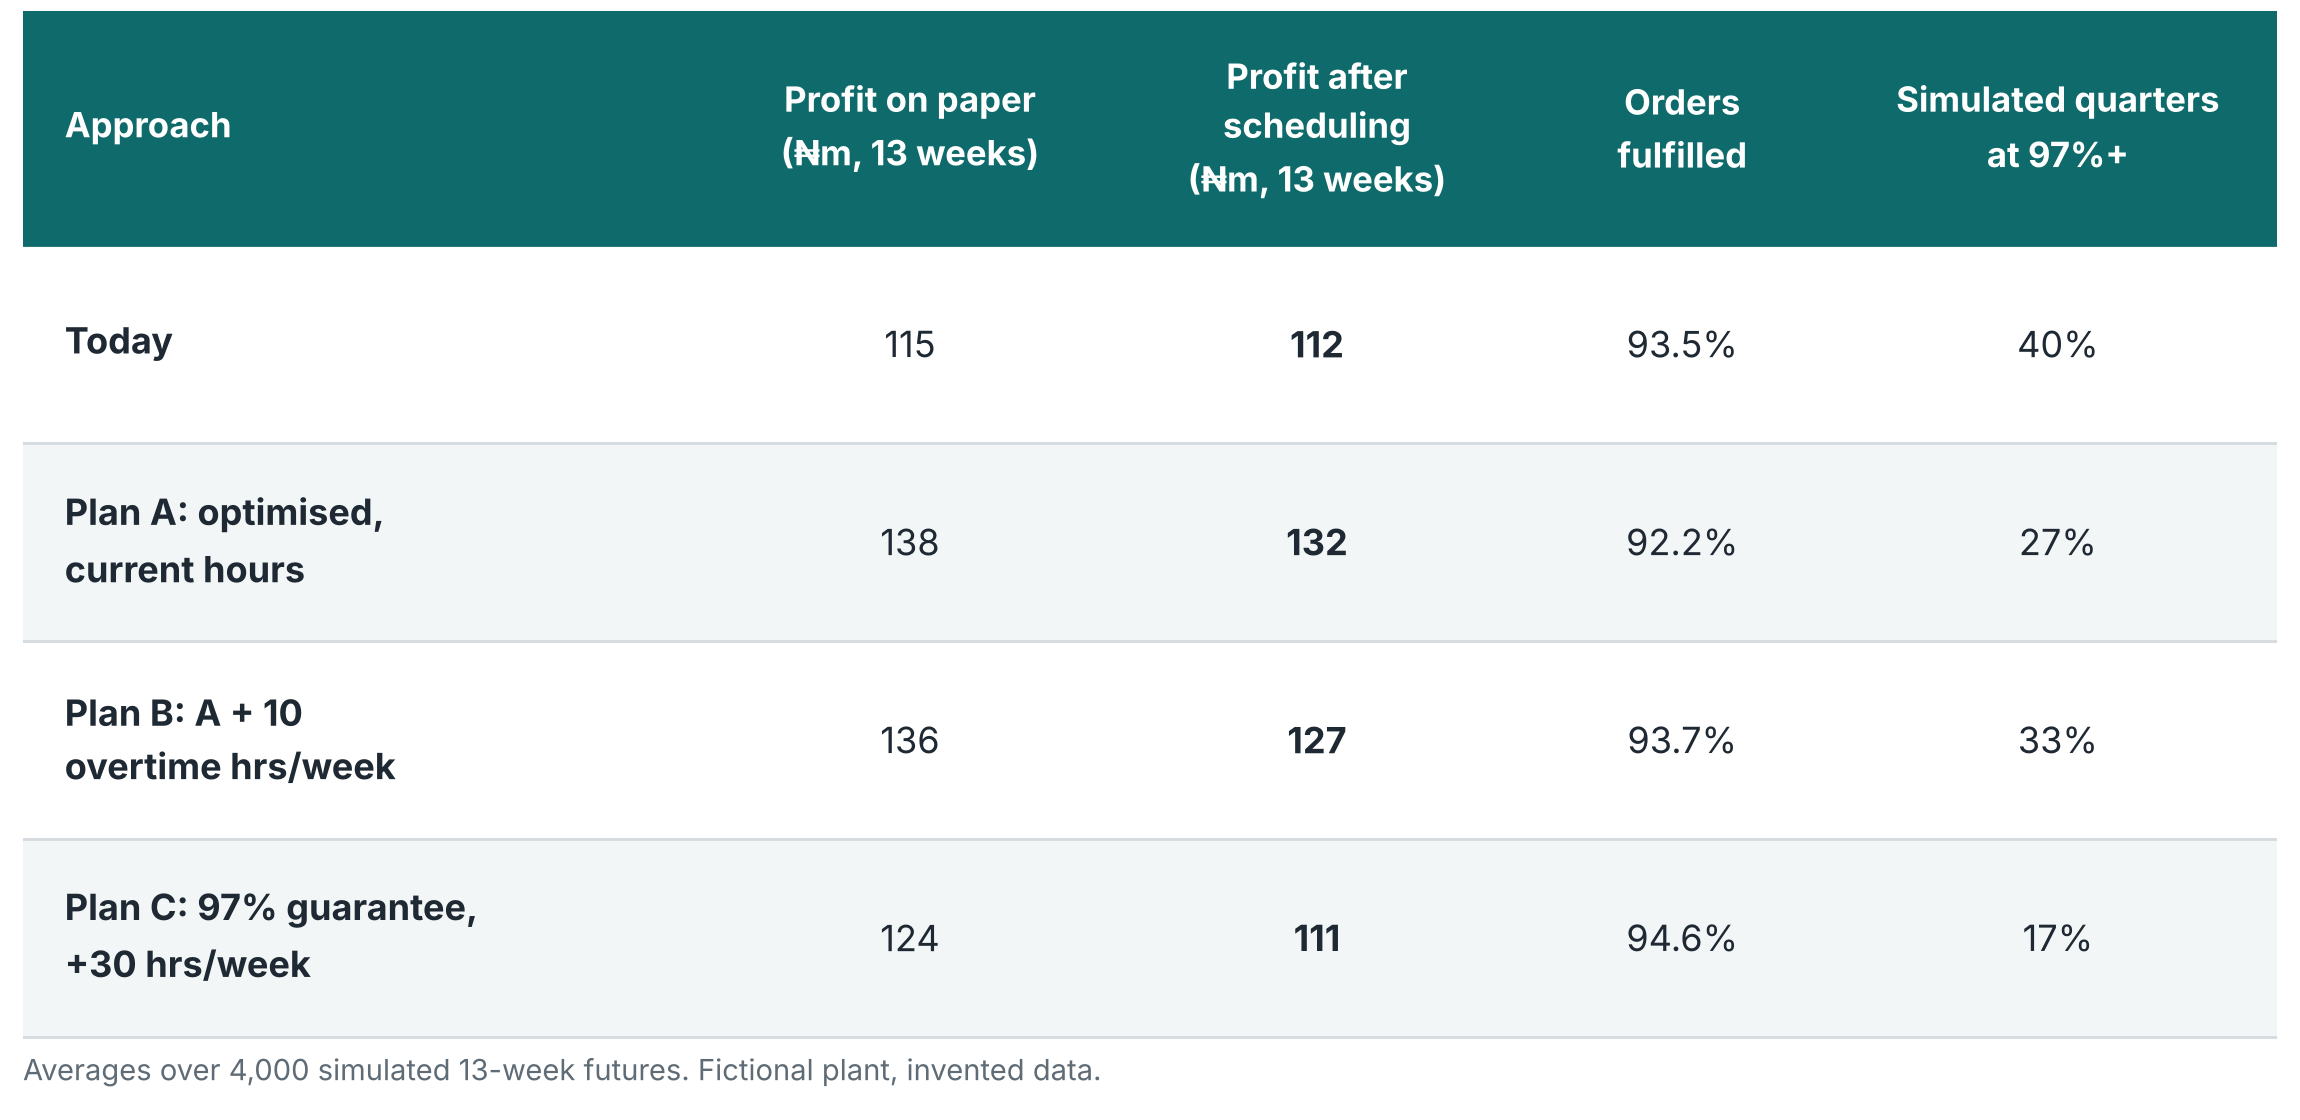 Approach
Profit on paper
(₦m, 13 weeks)
Profit after
scheduling
(₦m, 13 weeks)
Orders
fulfilled
Simulated quarters
at 97%+
Today
115
112
93.5%
40%
Plan A: optimised,
current hours
138
132
92.2%
27%
Plan B: A + 10
overtime hrs/week
136
127
93.7%
33%
Plan C: 97% guarantee,
+30 hrs/week
124
111
94.6%
17%
Averages over 4,000 simulated 13-week futures. Fictional plant, invented data.